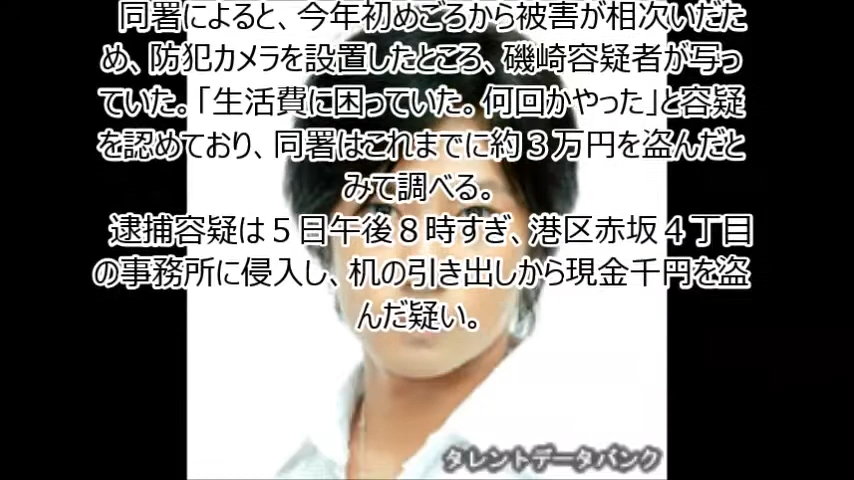 同署によると、今年初めごろから被害が相次いだた
め、防犯カメラを設置したところ、磯崎容疑者が写っ
ていた。「生活費に困っていた。何回かやった」と容疑
を認めており、同署はこれまでに約３万円を盗んだと
みて調べる。
逮捕容疑は５日午後８時すぎ、港区赤坂４丁目
の事務所に侵入し、机の引き出しから現金千円を盗
んだ疑い。
タレントデータバンク